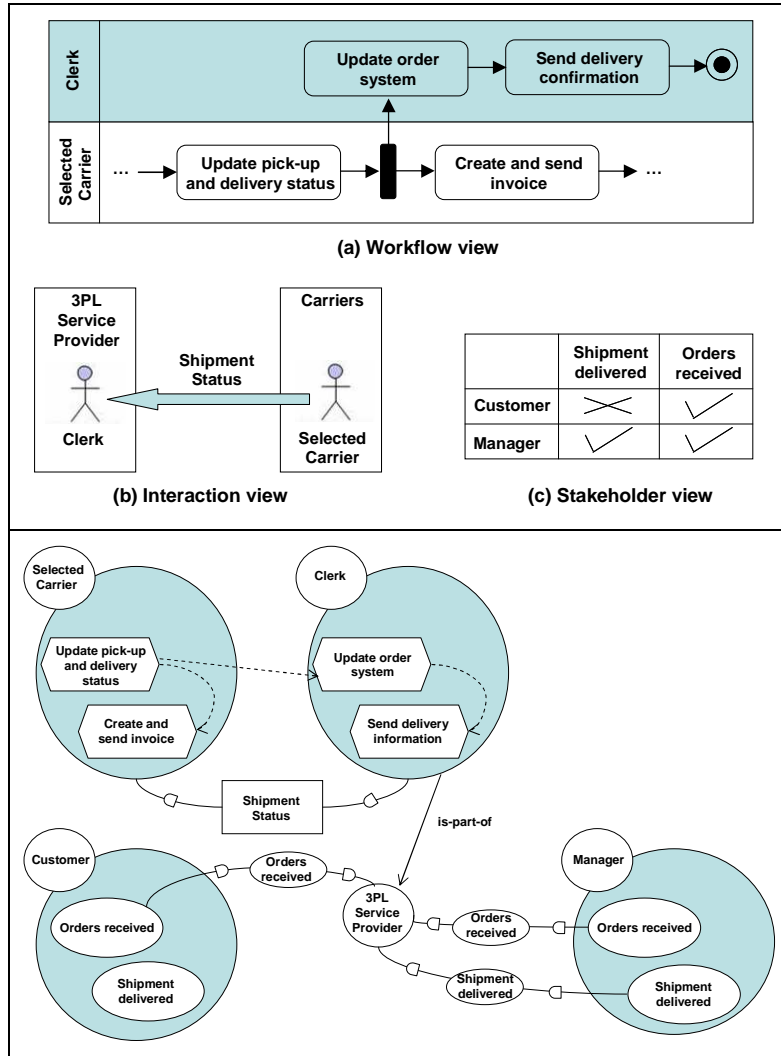 Clerk
Update order
system
Send delivery
confirmation
Selected
Carrier
...
Update pick-up
and delivery status
Create and send
invoice
...
(a) Workflow view
3PL
Service
Provider
Carriers
Shipment
Status
Clerk
Selected
Carrier
(b) Interaction view
Shipment
delivered
Orders
received
Customer
Manager
(c) Stakeholder view
Selected
Carrier
Clerk
Update pick-up
and delivery
status
Update order
system
Create and
send invoice
Send delivery
information
Shipment
Status
is-part-of
Customer
Orders
received
Manager
3PL
Service
Provider
Orders received
Orders
received
Orders received
Shipment
delivered
Shipment
delivered
Shipment
delivered